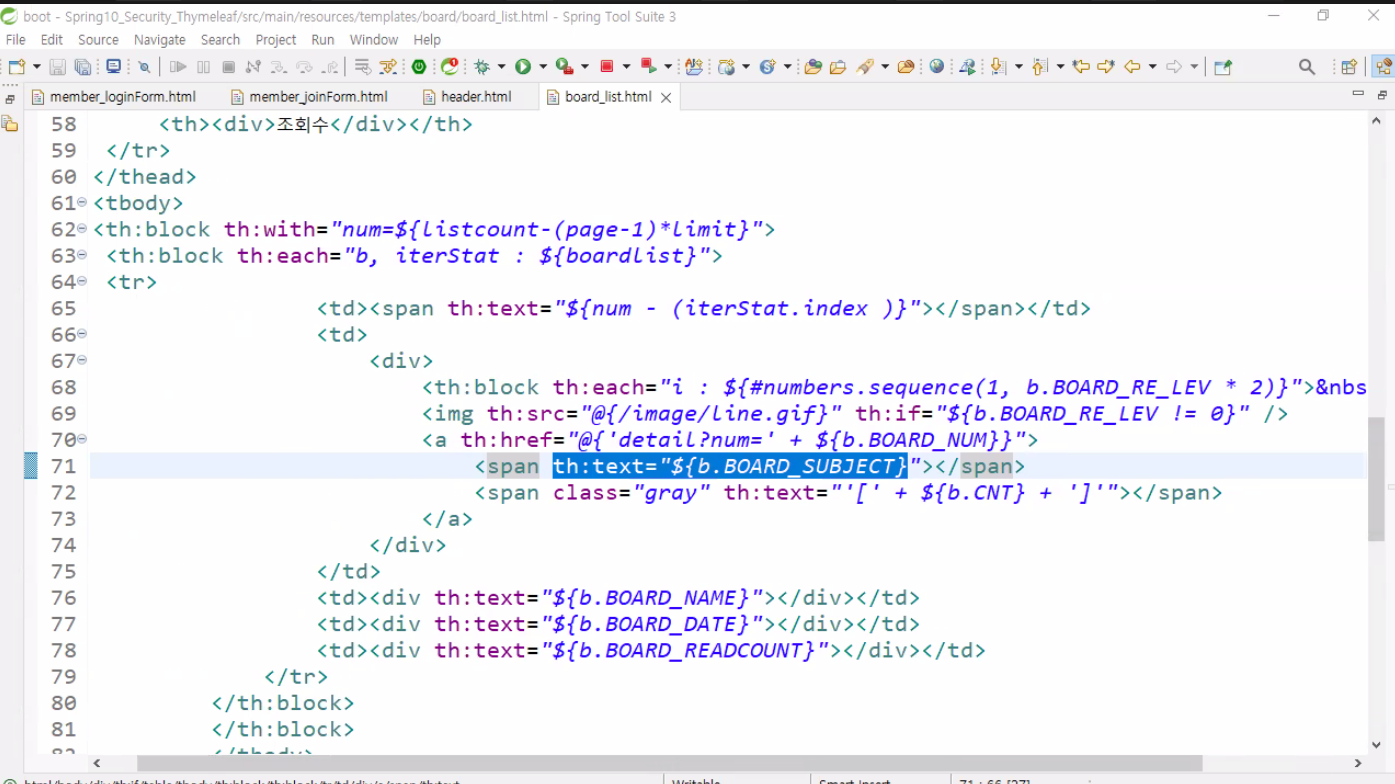 boot - Spring10_Security_Thymeleaf/src/main/resources/templates/board/board_list.html - Spring Tool Suite 3
File Edit Source Navigate Search Project Run Window Help
member_loginForm.html member_joinForm.html header.html board_list.html
58 <th><div>조회수</div></th>
59 </tr>
60 </thead>
61 <tbody>
62 <th:block th:with="num=${listcount-(page-1)*limit}">
63 <th:block th:each="b, iterStat : ${boardlist}">
64 <tr>
65 <td><span th:text="${num - (iterStat.index )}"></span></td>
66 <td>
67 <div>
68 <th:block th:each="i : ${#numbers.sequence(1, b.BOARD_RE_LEV * 2)}">&nbs
69 <img th:src="@{/image/line.gif}" th:if="${b.BOARD_RE_LEV != 0}" />
70 <a th:href="@{'detail?num=' + ${b.BOARD_NUM}}">
71 <span th:text="${b.BOARD_SUBJECT}"></span>
72 <span class="gray" th:text="'[' + ${b.CNT} + ']'"></span>
73 </a>
74 </div>
75 </td>
76 <td><div th:text="${b.BOARD_NAME}"></div></td>
77 <td><div th:text="${b.BOARD_DATE}"></div></td>
78 <td><div th:text="${b.BOARD_READCOUNT}"></div></td>
79 </tr>
80 </th:block>
81 </th:block>
82 </tbody>